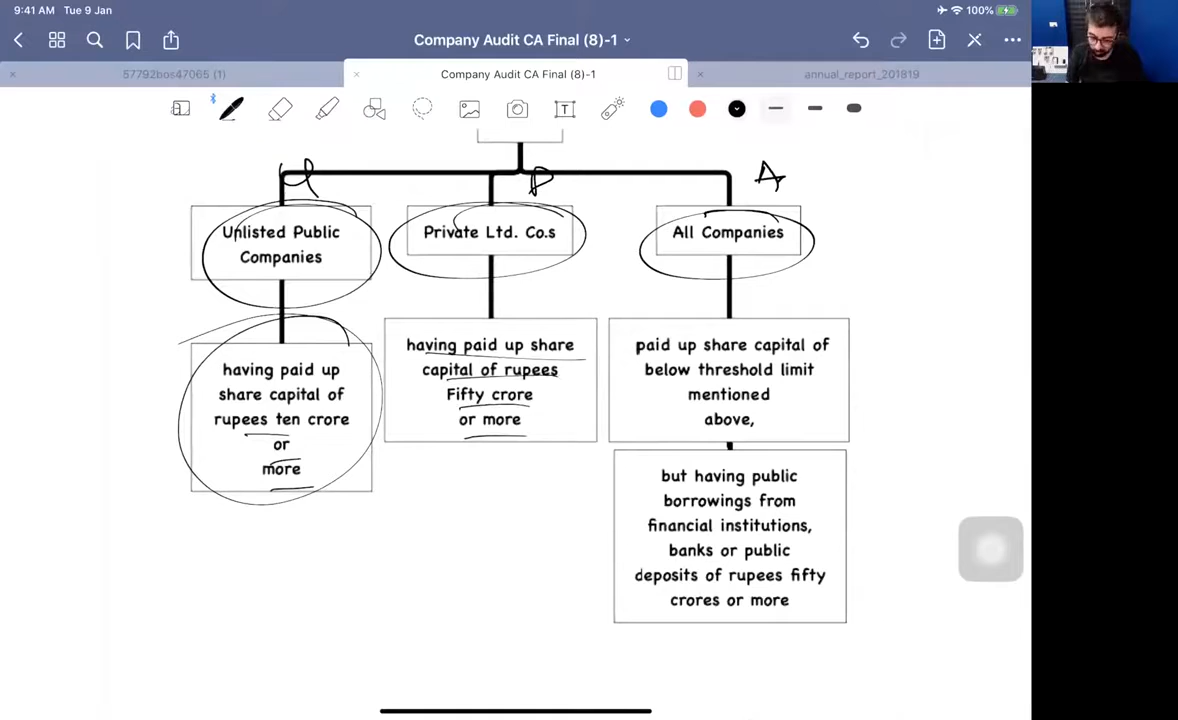 9:41 AM Tue 9 Jan
100%
Company Audit CA Final (8)-1
57792bos47065 (1)
Company Audit CA Final (8)-1
annual_report_201819
T
U
P
A
Unlisted Public
Companies
Private Ltd. Co.s
All Companies
having paid up
share capital of
rupees ten crore
or
more
having paid up share
capital of rupees
Fifty crore
or more
paid up share capital of
below threshold limit
mentioned
above,
but having public
borrowings from
financial institutions,
banks or public
deposits of rupees fifty
crores or more